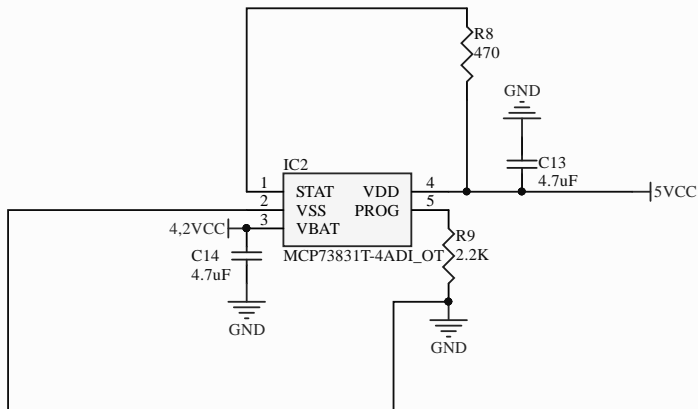 R8
470
GND
IC2
C13
4.7uF
1
STAT
VDD
4
5VCC
2
VSS
PROG
5
4,2VCC
3
VBAT
R9
2.2K
C14
4.7uF
MCP73831T-4ADI_OT
GND
GND